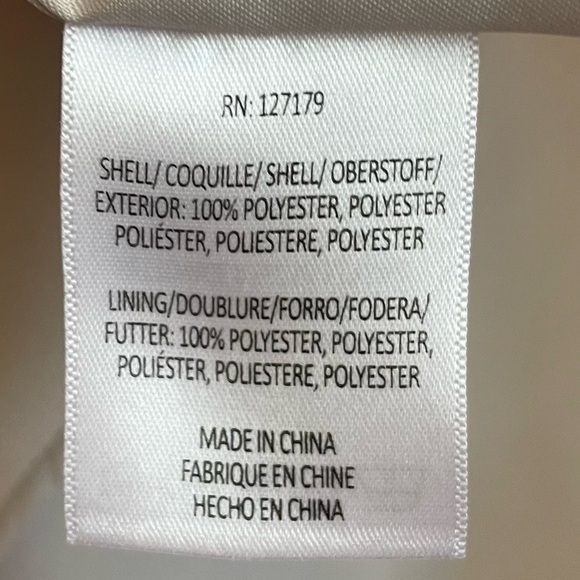 RN: 127179
SHELL/ COQUILLE/ SHELL/ OBERSTOFF/
EXTERIOR: 100% POLYESTER, POLYESTER
POLIÉSTER, POLIESTERE, POLYESTER
LINING/DOUBLURE/FORRO/FODERA/
FUTTER: 100% POLYESTER, POLYESTER,
POLIÉSTER, POLIESTERE, POLYESTER
MADE IN CHINA
FABRIQUE EN CHINE
HECHO EN CHINA